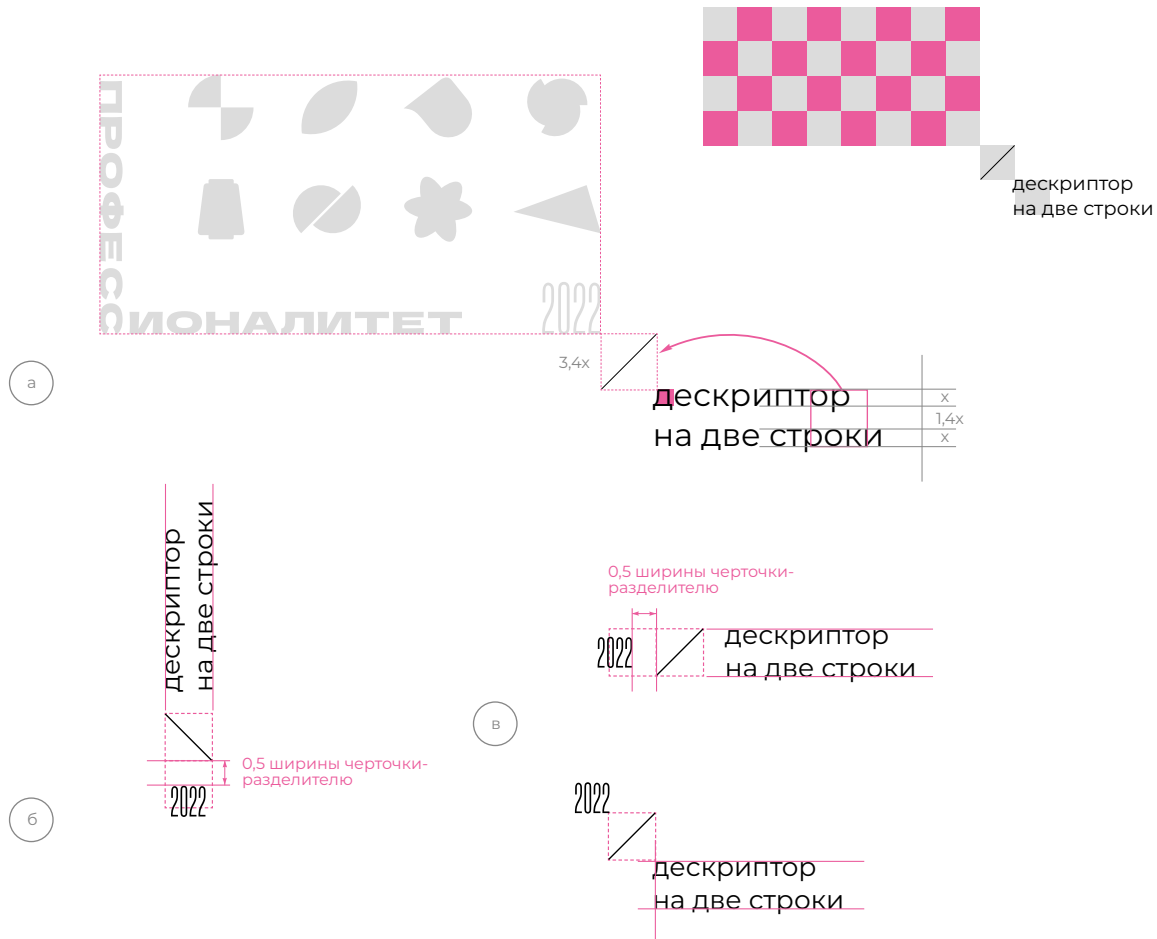 дескриптор
на две строки
ПРОФЕСС
ИОНАЛИТЕТ
2022
3,4x
а
дескриптор
на две строки
x
1,4x
x
дескриптор
на две строки
0,5 ширины черточки-
разделителю
2022
б
0,5 ширины черточки-
разделителю
2022
дескриптор
на две строки
в
2022
дескриптор
на две строки